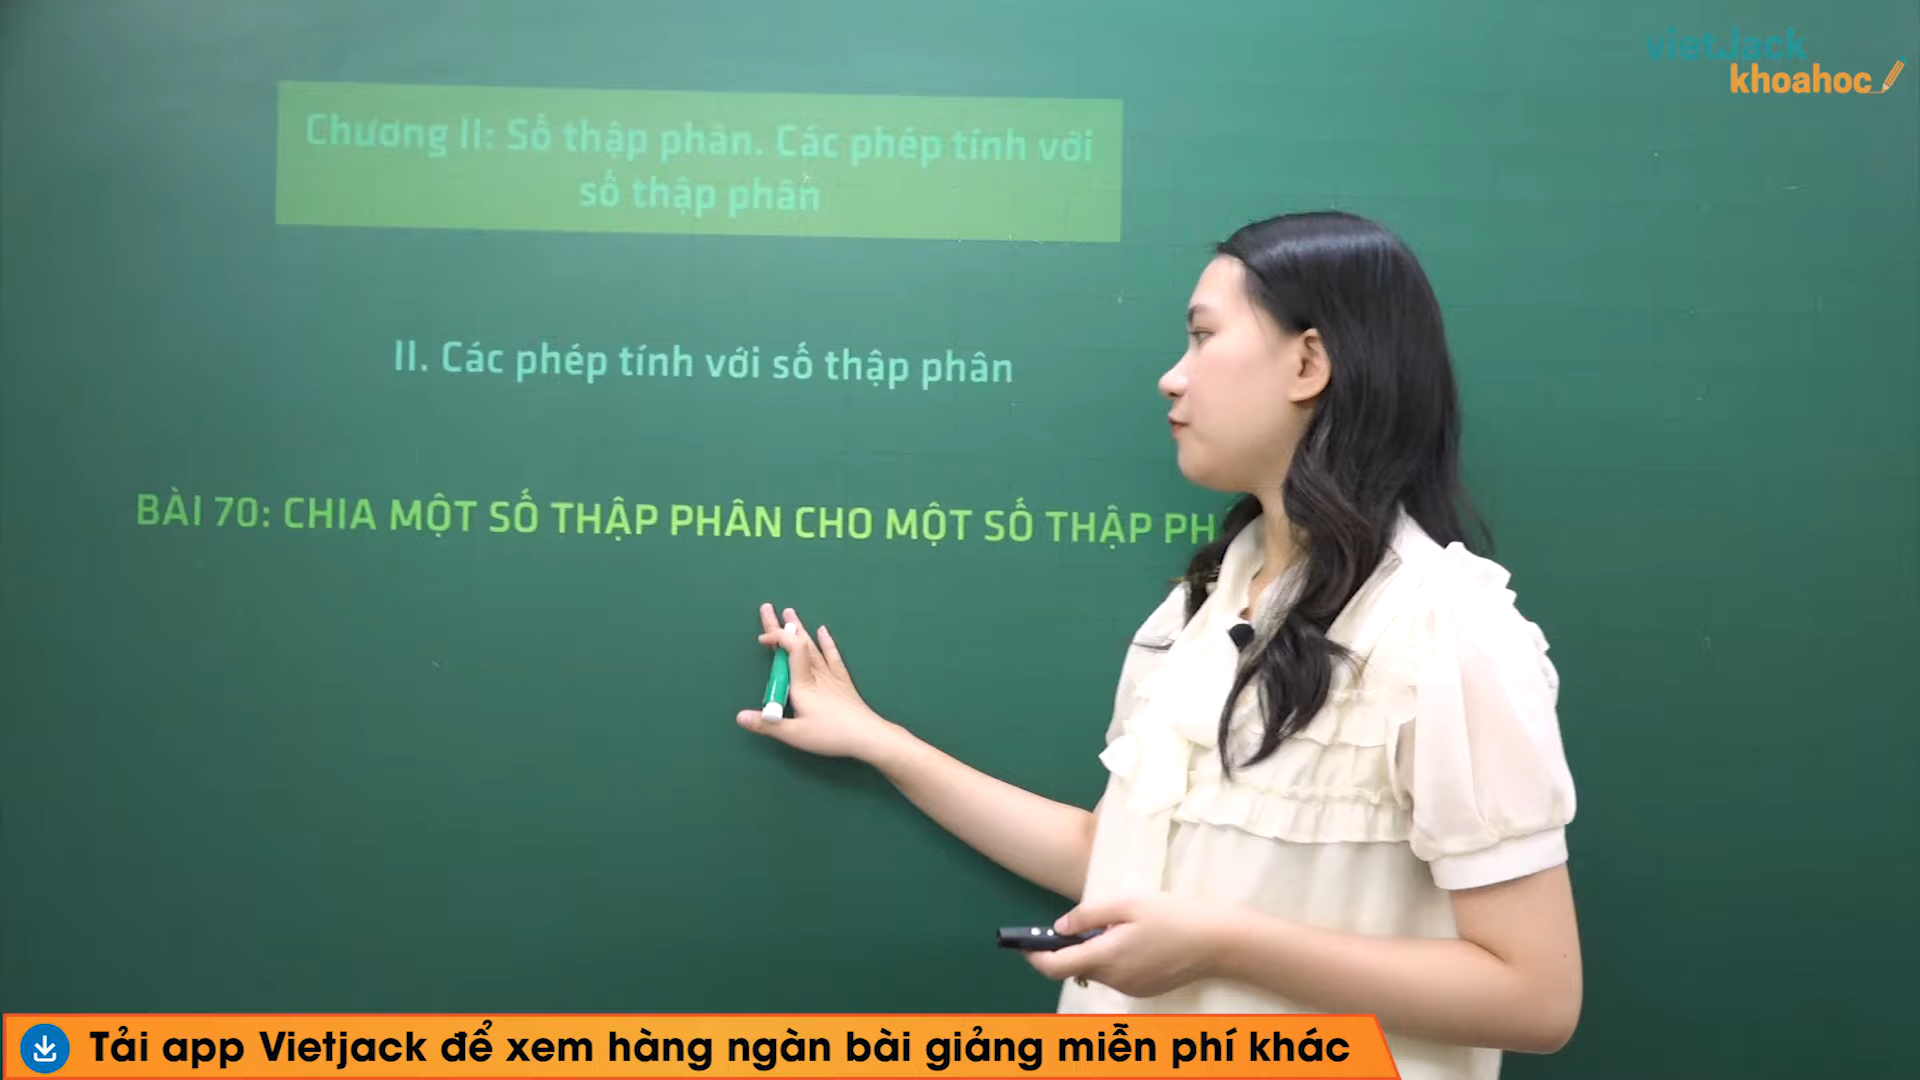 vietJack
khoahoc
Chương II: Số thập phân. Các phép tính với
số thập phân
II. Các phép tính với số thập phân
BÀI 70: CHIA MỘT SỐ THẬP PHÂN CHO MỘT SỐ THẬP
Tải app Vietjack để xem hàng ngàn bài giảng miễn phí khác